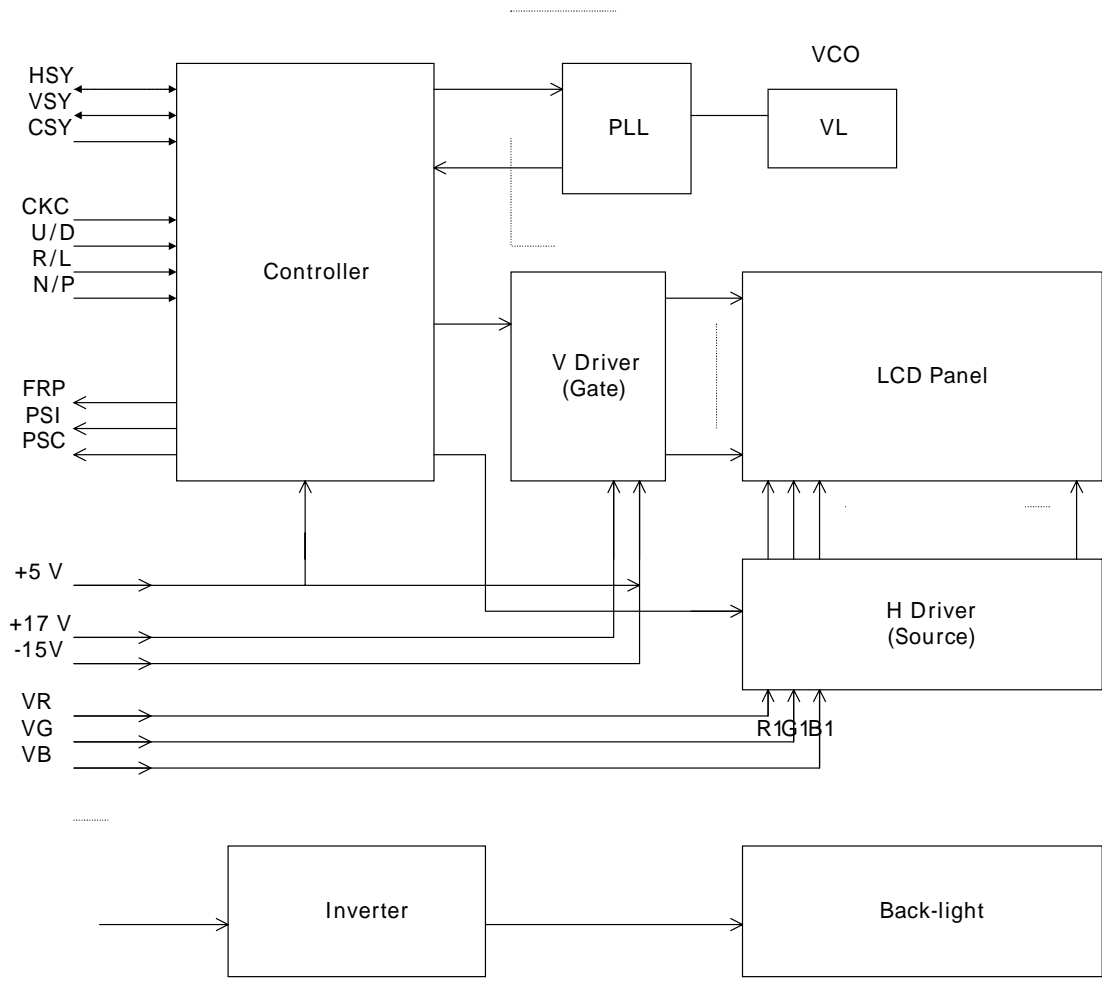 VCO
HSY
VSY
CSY
PLL
VL
CKC
U/D
R/L
N/P
Controller
V Driver
(Gate)
LCD Panel
FRP
PSI
PSC
+5 V
+17 V
-15V
H Driver
(Source)
VR
VG
VB
R1G1B1
Inverter
Back-light